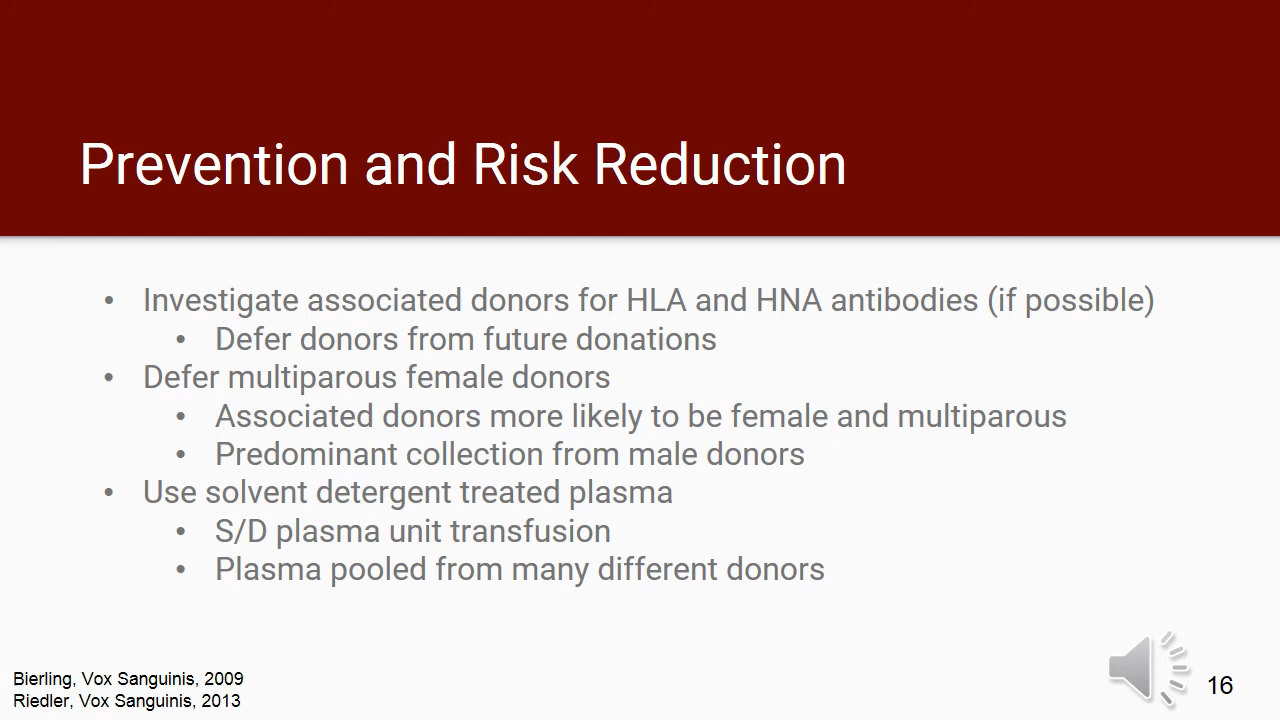 Prevention and Risk Reduction
• Investigate associated donors for HLA and HNA antibodies (if possible)
• Defer donors from future donations
• Defer multiparous female donors
• Associated donors more likely to be female and multiparous
• Predominant collection from male donors
• Use solvent detergent treated plasma
• S/D plasma unit transfusion
• Plasma pooled from many different donors
Bierling, Vox Sanguinis, 2009
Riedler, Vox Sanguinis, 2013
16